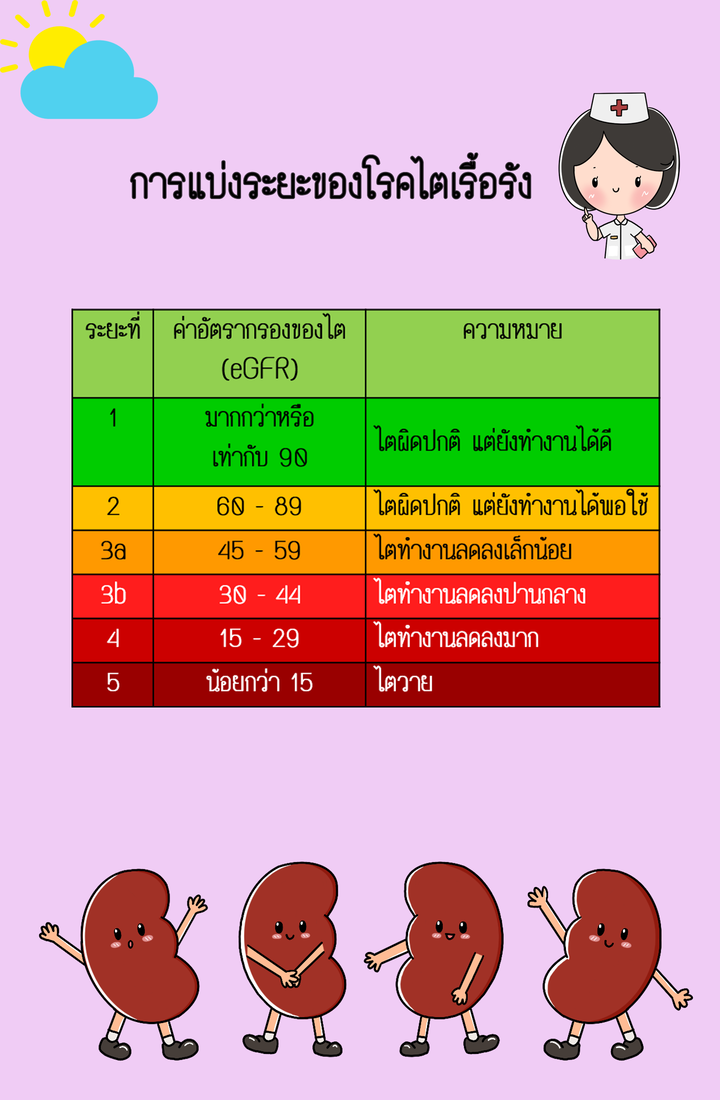 การแบ่งระยะของโรคไตเรื้อรัง
ระยะที่ ค่าอัตรากรองของไต ความหมาย
(eGFR)
1 มากกว่าหรือ
เท่ากับ 90
ไตผิดปกติ แต่ยังทำงานได้ดี
2 60 - 89 ไตผิดปกติ แต่ยังทำงานได้พอใช้
3a 45 - 59 ไตทำงานลดลงเล็กน้อย
3b 30 - 44 ไตทำงานลดลงปานกลาง
4 15 - 29 ไตทำงานลดลงมาก
5 น้อยกว่า 15 ไตวาย